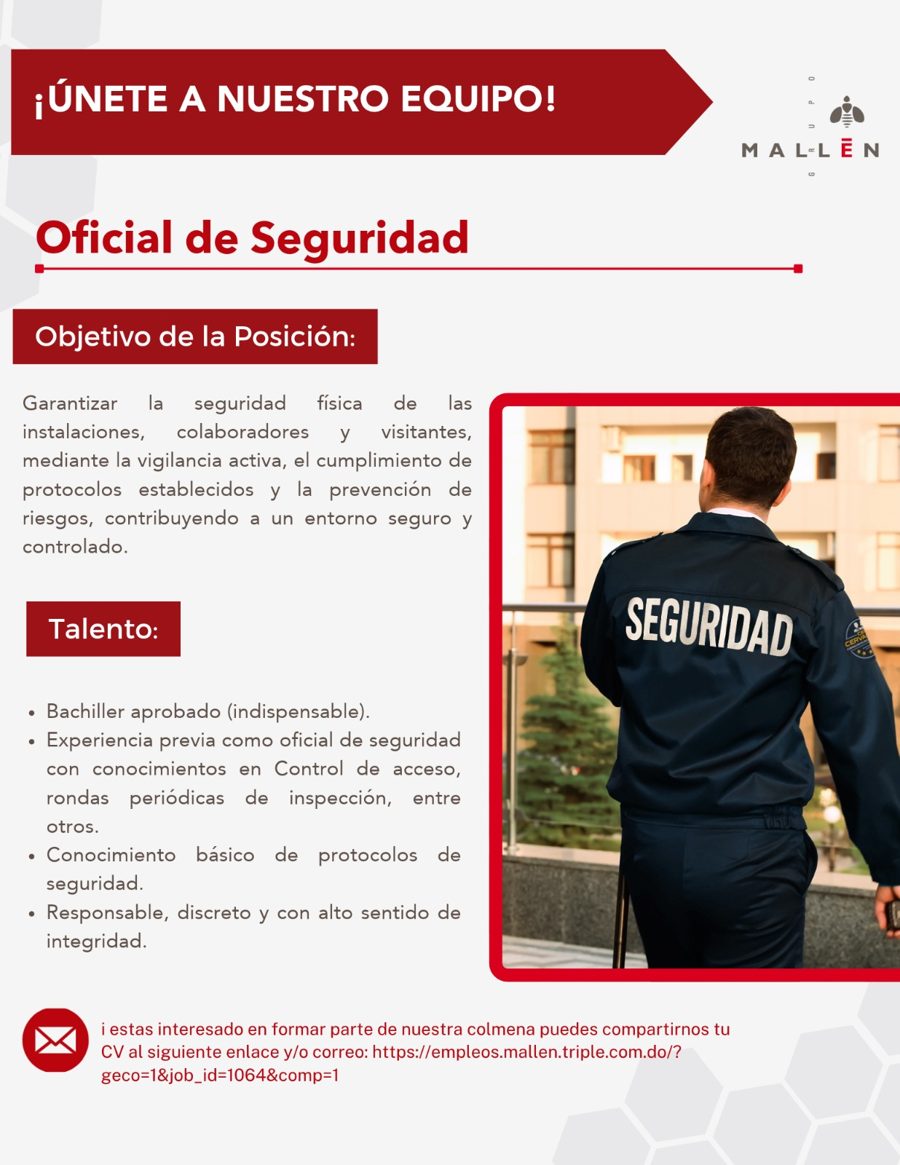 ¡ÚNETE A NUESTRO EQUIPO!
GRUPO
MALLĒN
Oficial de Seguridad
Objetivo de la Posición:
Garantizar la seguridad física de las
instalaciones, colaboradores y visitantes,
mediante la vigilancia activa, el cumplimiento de
protocolos establecidos y la prevención de
riesgos, contribuyendo a un entorno seguro y
controlado.
SEGURIDAD
Talento:
• Bachiller aprobado (indispensable).
• Experiencia previa como oficial de seguridad
con conocimientos en Control de acceso,
rondas periódicas de inspección, entre
otros.
• Conocimiento básico de protocolos de
seguridad.
• Responsable, discreto y con alto sentido de
integridad.
i estas interesado en formar parte de nuestra colmena puedes compartirnos tu
CV al siguiente enlace y/o correo: https://empleos.mallen.triple.com.do/?
geco=1&job_id=1064&comp=1